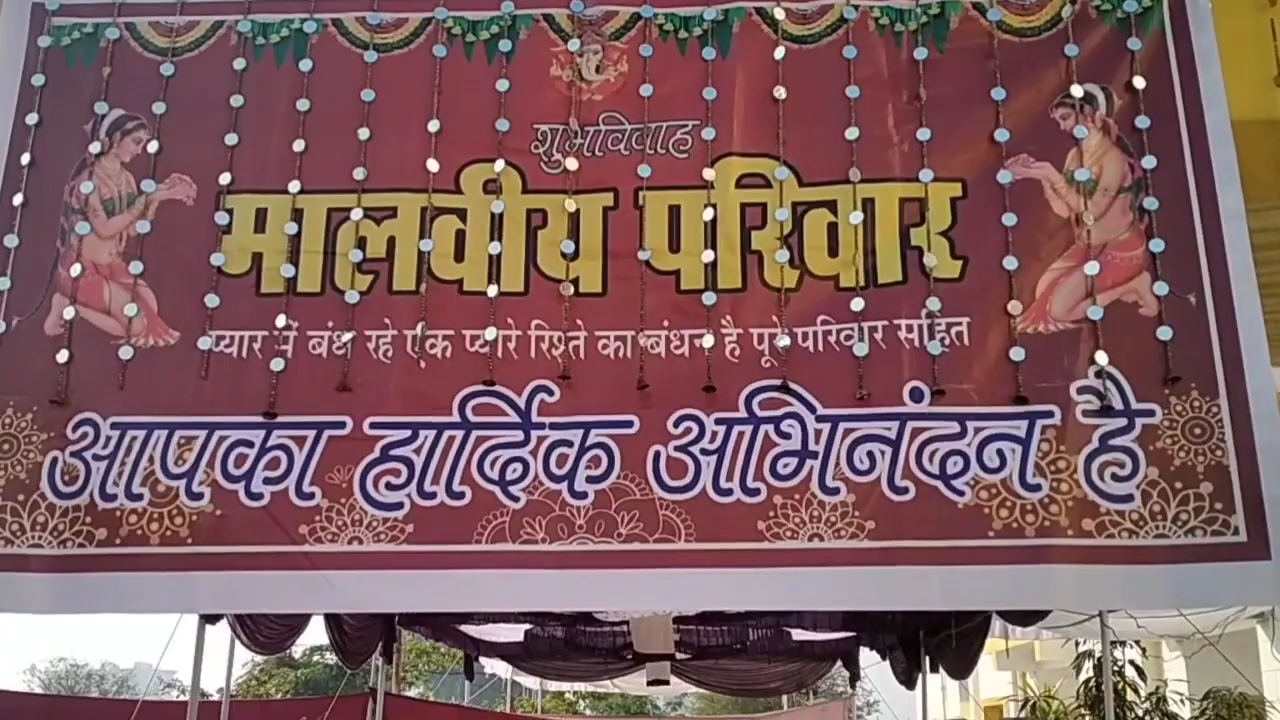 शुभविवाह
मालवीय परिवार
प्यार में बंध रहे एक प्यारे रिश्ते का बंधन है पूरे परिवार सहित
आपका हार्दिक अभिनंदन है